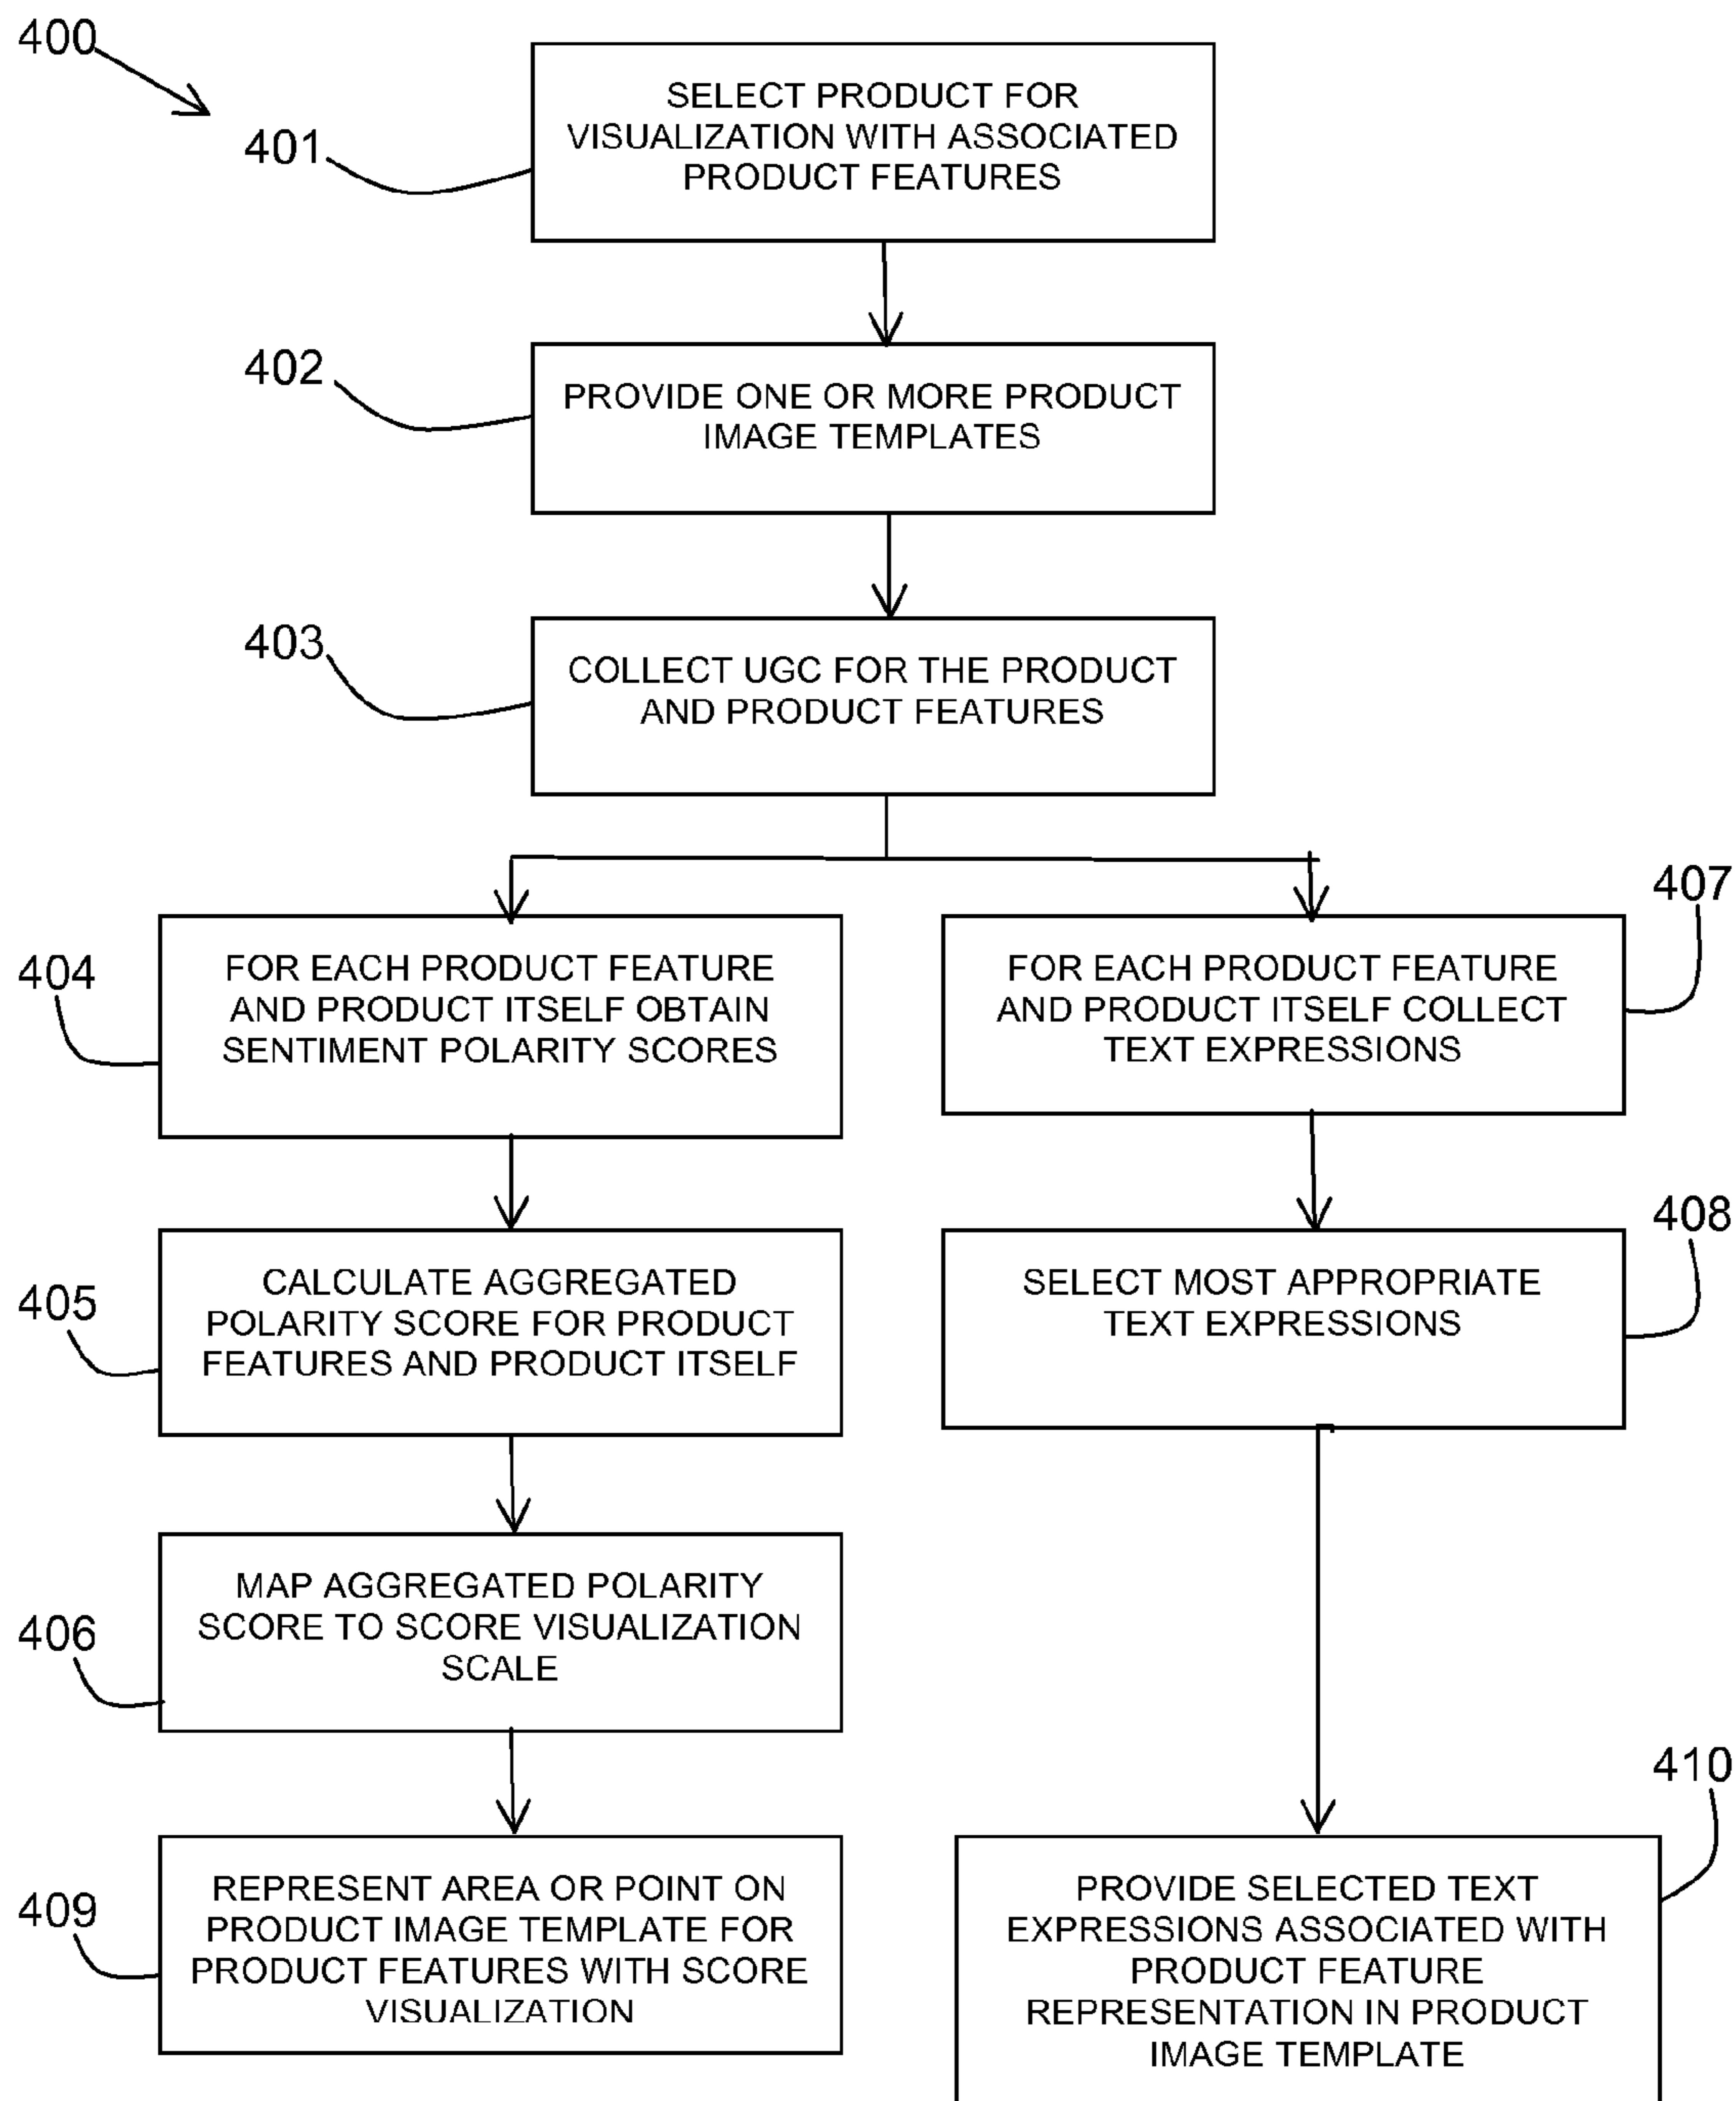 400
401
SELECT PRODUCT FOR
VISUALIZATION WITH ASSOCIATED
PRODUCT FEATURES
402
PROVIDE ONE OR MORE PRODUCT
IMAGE TEMPLATES
403
COLLECT UGC FOR THE PRODUCT
AND PRODUCT FEATURES
404
FOR EACH PRODUCT FEATURE
AND PRODUCT ITSELF OBTAIN
SENTIMENT POLARITY SCORES
407
FOR EACH PRODUCT FEATURE
AND PRODUCT ITSELF COLLECT
TEXT EXPRESSIONS
405
CALCULATE AGGREGATED
POLARITY SCORE FOR PRODUCT
FEATURES AND PRODUCT ITSELF
408
SELECT MOST APPROPRIATE
TEXT EXPRESSIONS
406
MAP AGGREGATED POLARITY
SCORE TO SCORE VISUALIZATION
SCALE
409
REPRESENT AREA OR POINT ON
PRODUCT IMAGE TEMPLATE FOR
PRODUCT FEATURES WITH SCORE
VISUALIZATION
410
PROVIDE SELECTED TEXT
EXPRESSIONS ASSOCIATED WITH
PRODUCT FEATURE
REPRESENTATION IN PRODUCT
IMAGE TEMPLATE